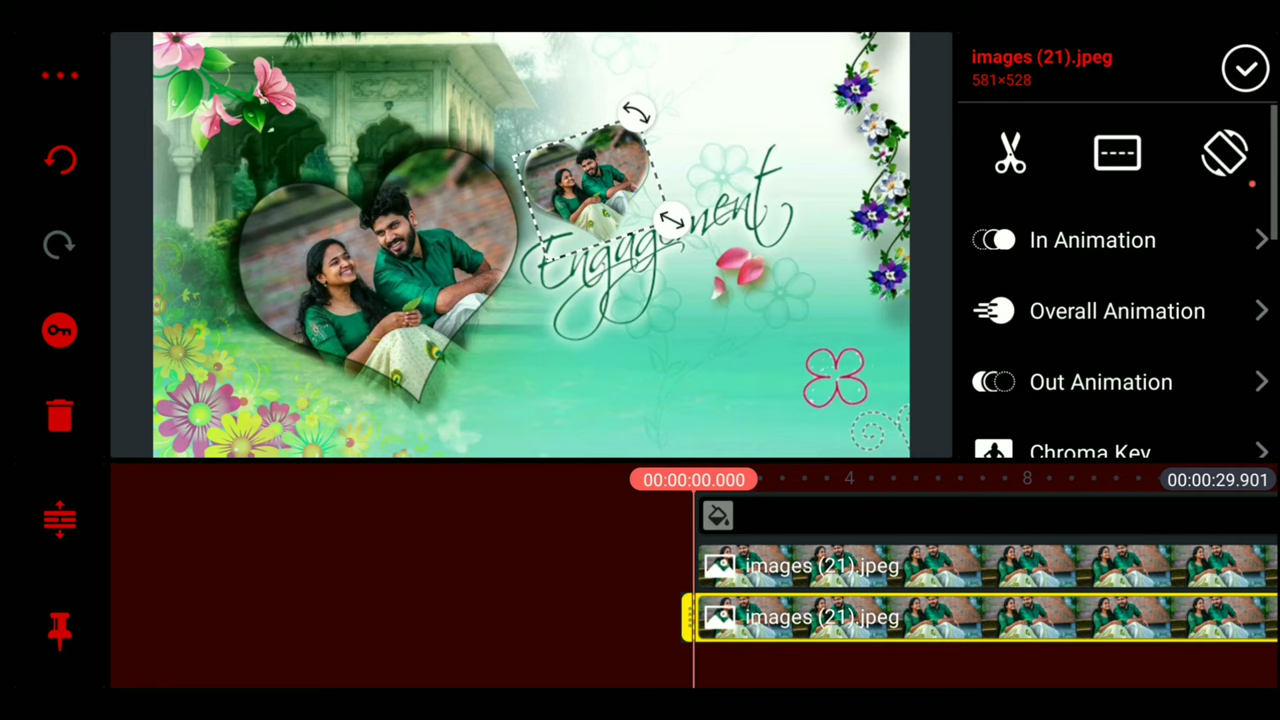 images (21).jpeg
581×528
In Animation
Overall Animation
Out Animation
Chroma Key
Engagement
00:00:00.000
4
8
00:00:29.901
images (21).jpeg
images (21).jpeg